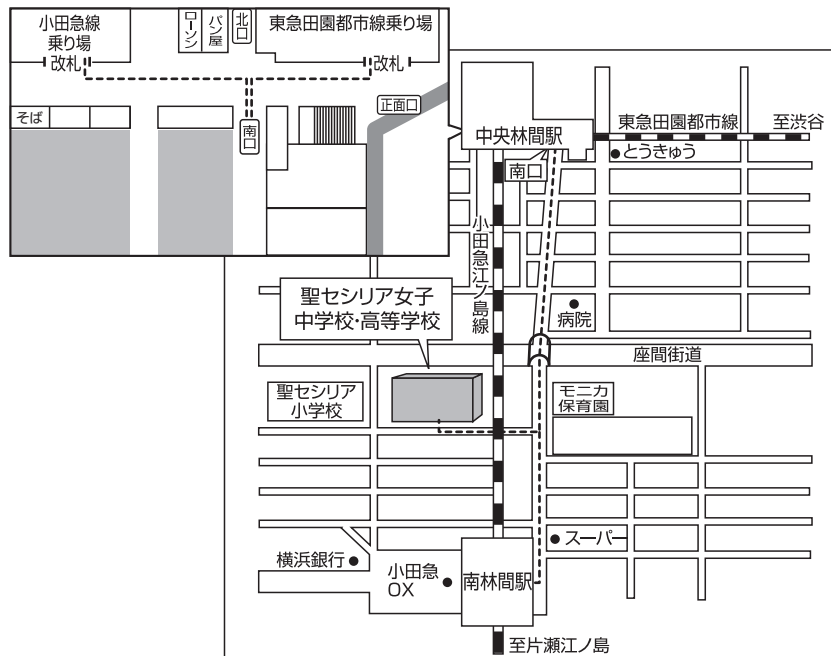 小田急線
乗り場
改札
ローソン
パン屋
北口
東急田園都市線乗り場
改札
そば
南口
正面口
中央林間駅
東急田園都市線
至渋谷
とうきゅう
南口
小田急江ノ島線
聖セシリア女子
中学校・高等学校
病院
座間街道
聖セシリア
小学校
モニカ
保育園
スーパー
横浜銀行
小田急
OX
南林間駅
至片瀬江ノ島